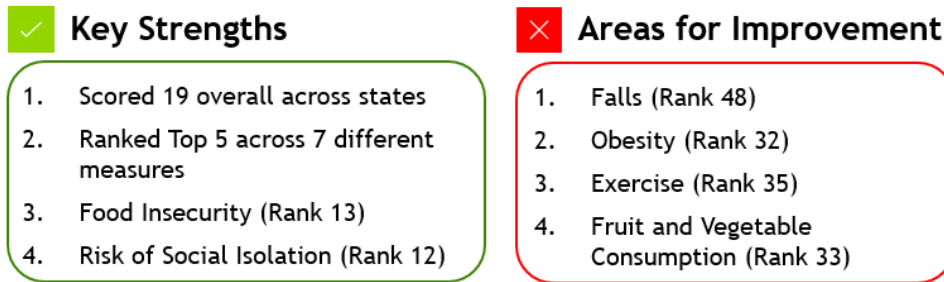 Key Strengths
1. Scored 19 overall across states
2. Ranked Top 5 across 7 different
measures
3. Food Insecurity (Rank 13)
4. Risk of Social Isolation (Rank 12)
Areas for Improvement
1. Falls (Rank 48)
2. Obesity (Rank 32)
3. Exercise (Rank 35)
4. Fruit and Vegetable
Consumption (Rank 33)